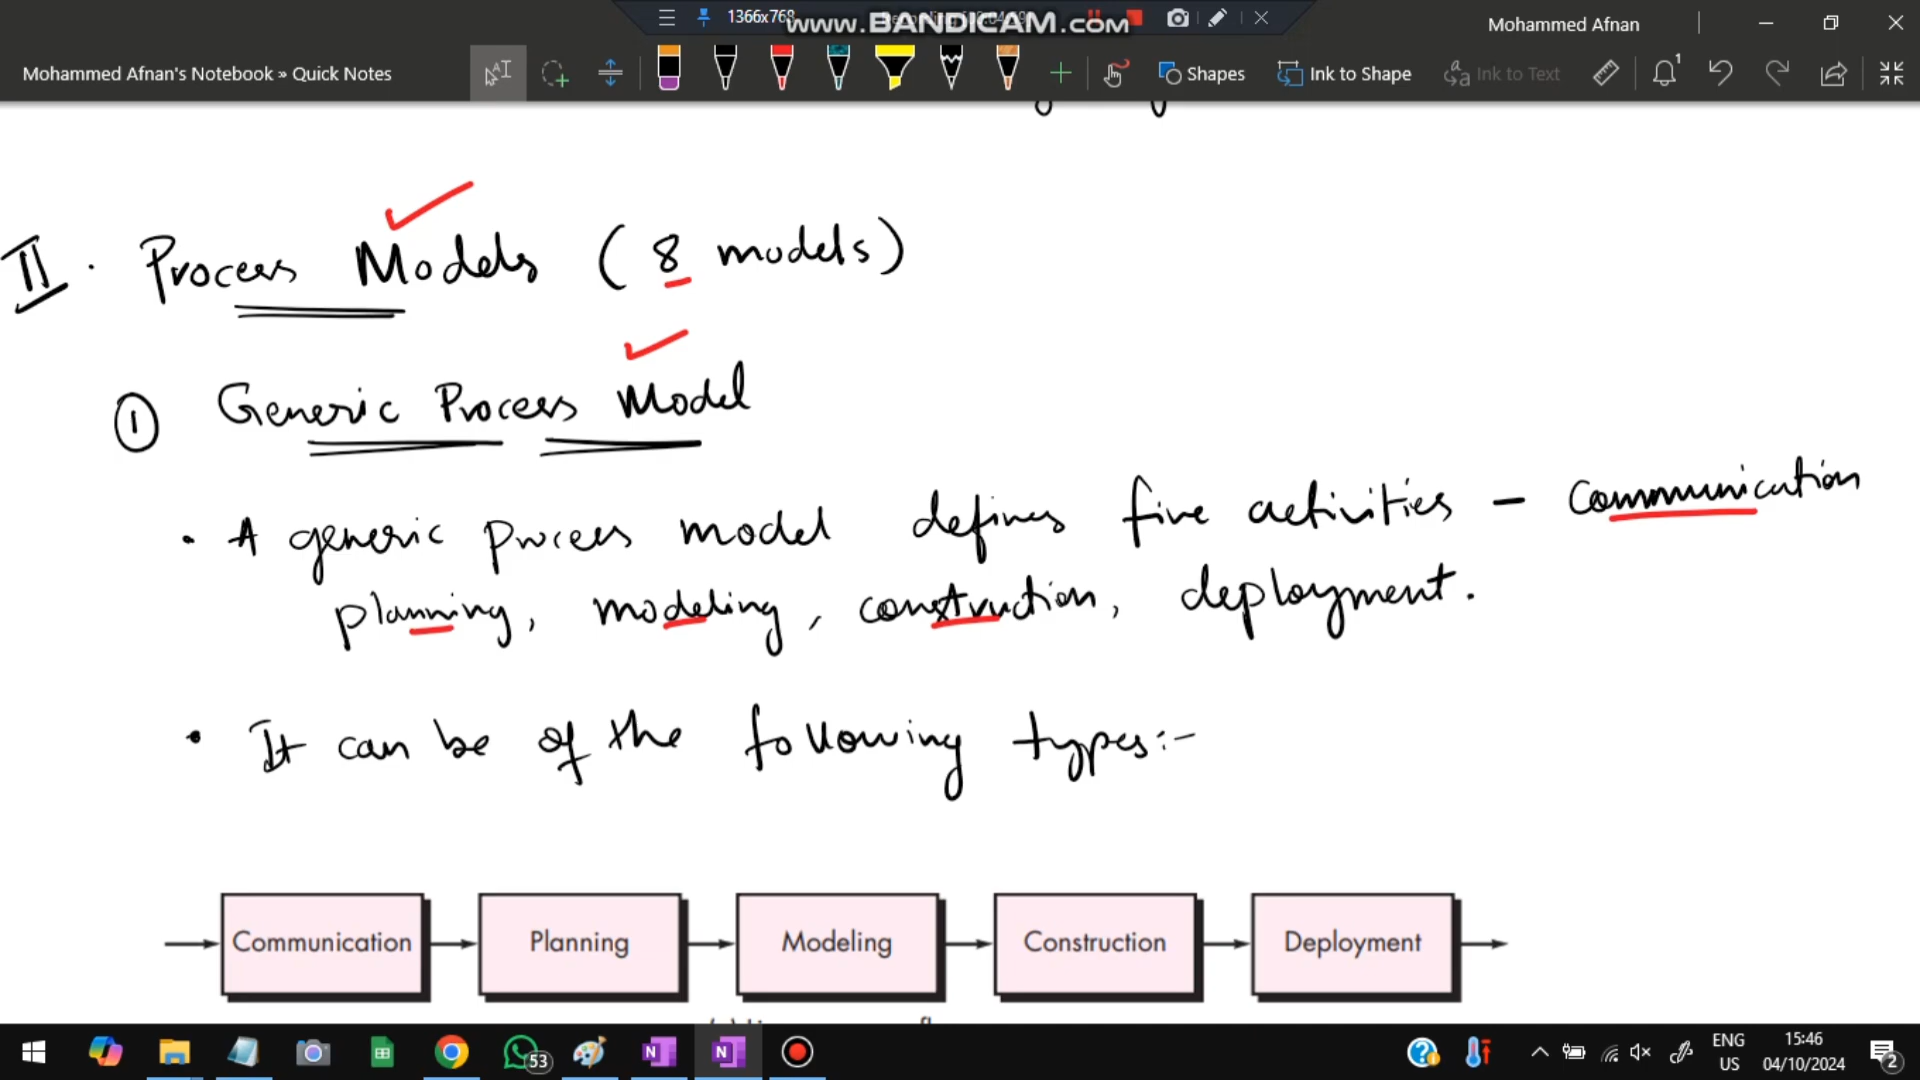 1366x768
www.BANDICAM.com
Mohammed Afnan
Mohammed Afnan's Notebook » Quick Notes
Shapes
Ink to Shape
Ink to Text
1
II. Process Models (8 models)
① Generic Process Model
• A generic process model defines five activities - communication
planning, modeling, construction, deployment.
• It can be of the following types:-
Communication
Planning
Modeling
Construction
Deployment
53
ENG
US
15:46
04/10/2024
2